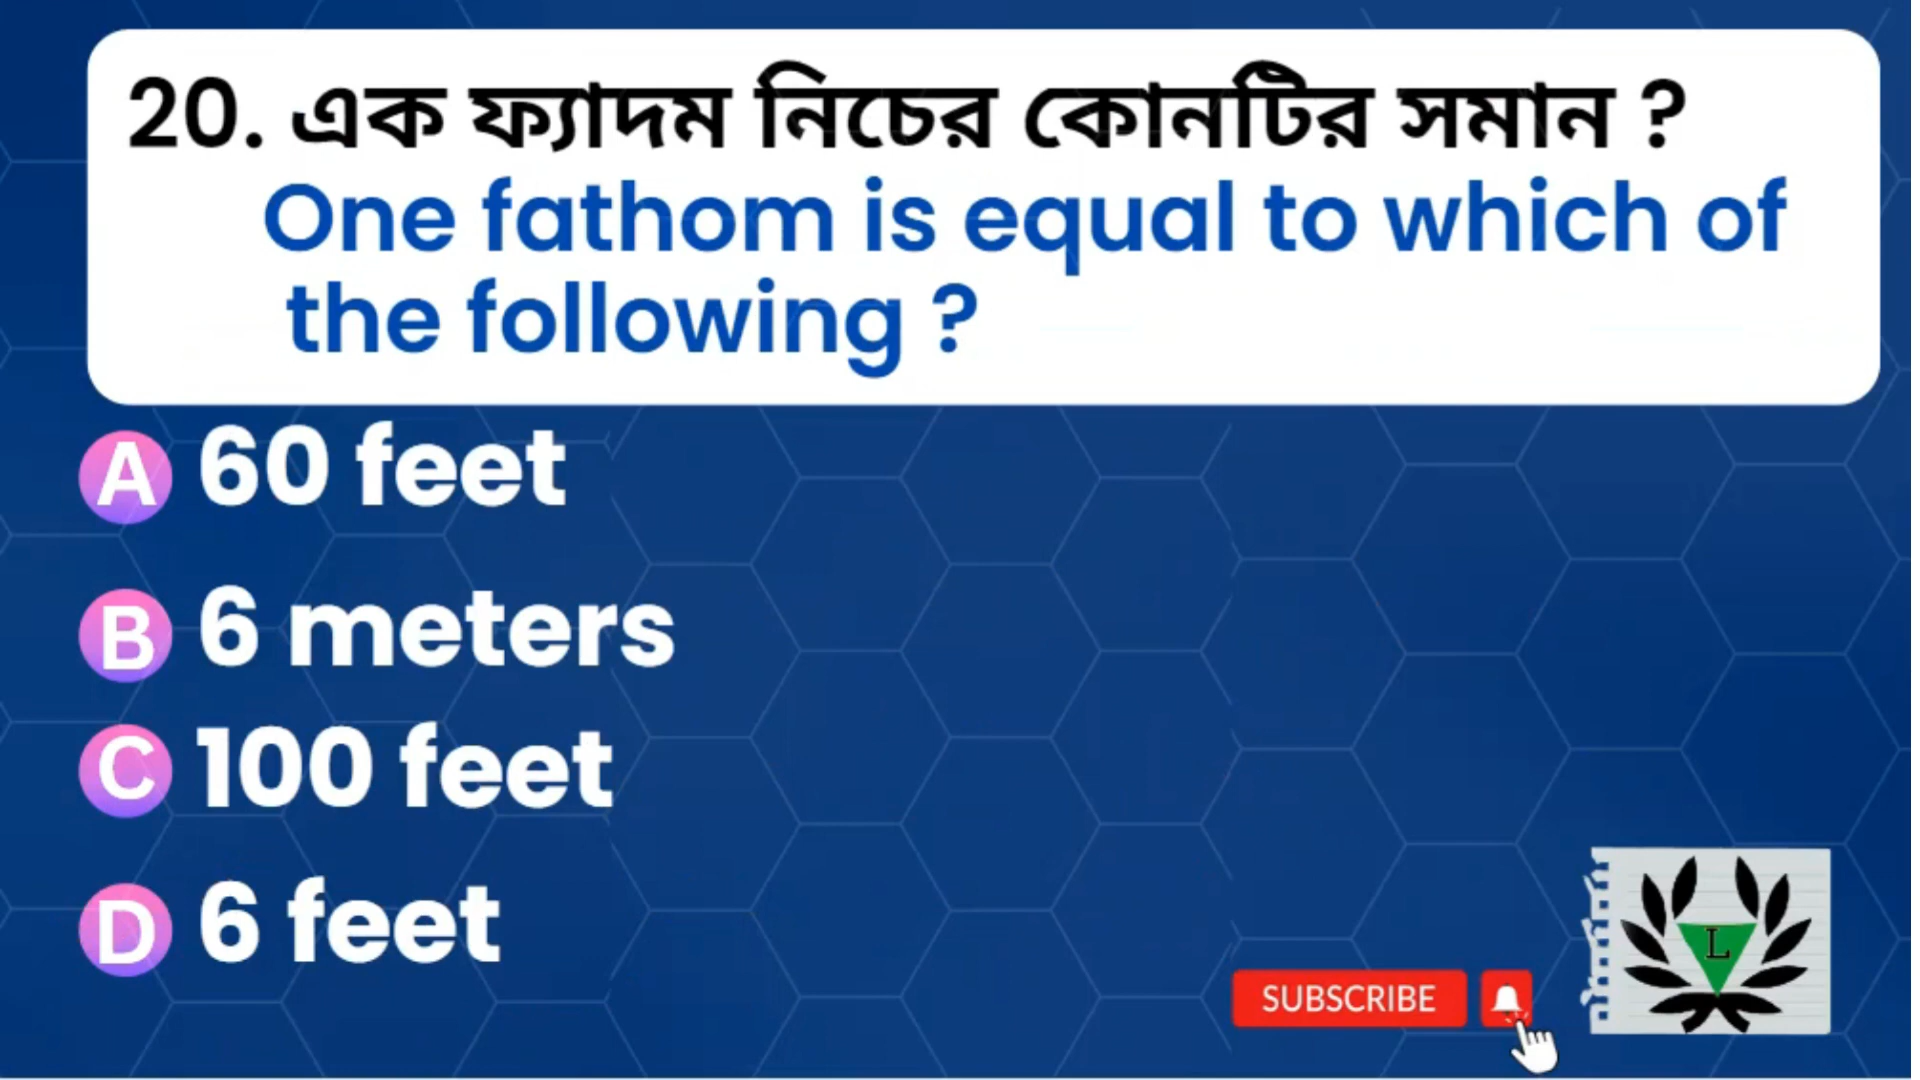 20. এক ফ্যাদম নিচের কোনটির সমান ?
One fathom is equal to which of
the following ?
A 60 feet
B 6 meters
C 100 feet
D 6 feet
SUBSCRIBE
L